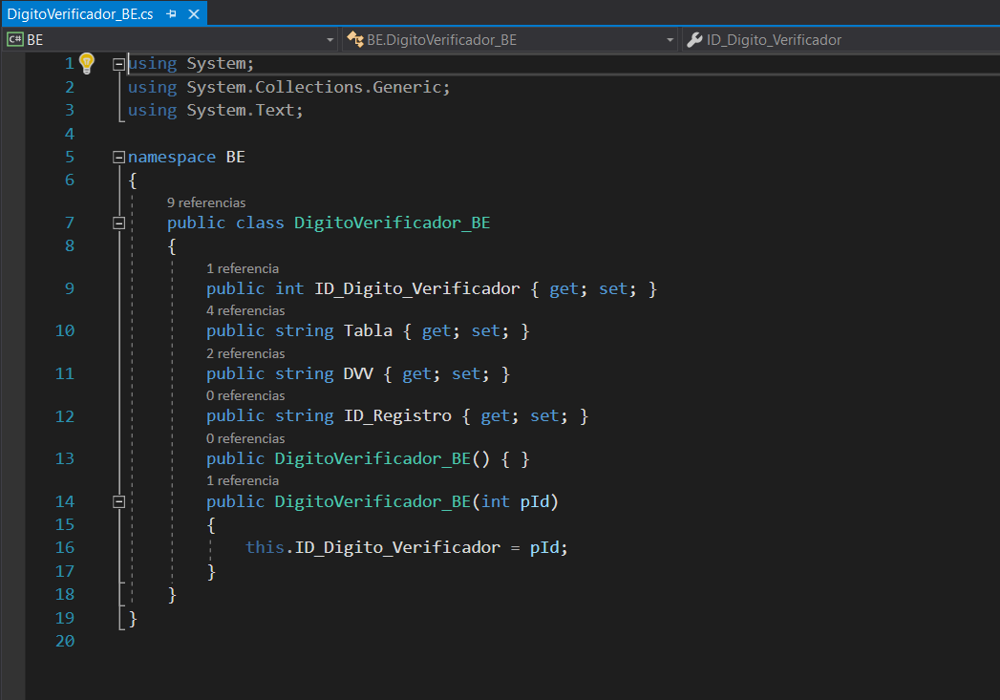 DigitoVerificador_BE.cs
C# BE BE.DigitoVerificador_BE ID_Digito_Verificador
1 using System;
2 using System.Collections.Generic;
3 using System.Text;
4
5 namespace BE
6 {
9 referencias
7 public class DigitoVerificador_BE
8 {
1 referencia
9 public int ID_Digito_Verificador { get; set; }
4 referencias
10 public string Tabla { get; set; }
2 referencias
11 public string DVV { get; set; }
0 referencias
12 public string ID_Registro { get; set; }
0 referencias
13 public DigitoVerificador_BE() { }
1 referencia
14 public DigitoVerificador_BE(int pId)
15 {
16 this.ID_Digito_Verificador = pId;
17 }
18 }
19 }
20